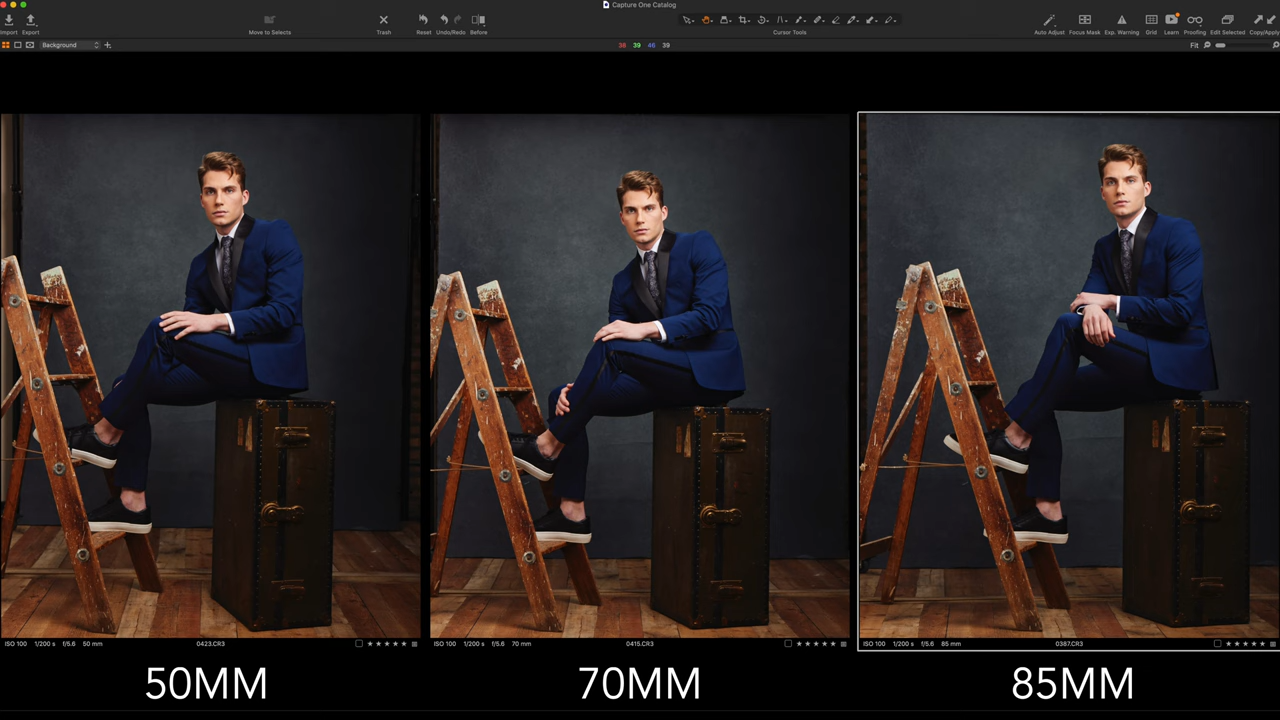 Capture One Catalog
Import Export Move to Selects Trash Reset Undo/Redo Before Cursor Tools Auto Adjust Focus Mask Exp. Warning Grid Learn Proofing Edit Selected Copy/Apply
Background 38 39 46 39 Fit
ISO 100 1/200 s f/5.6 50 mm 0423.CR3
ISO 100 1/200 s f/5.6 70 mm 0415.CR3
ISO 100 1/200 s f/5.6 85 mm 0387.CR3
50MM
70MM
85MM